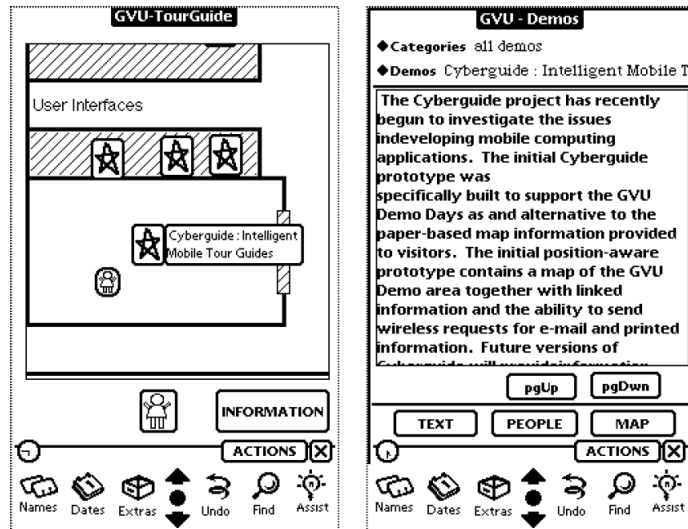 GVU-TourGuide
User Interfaces
Cyberguide : Intelligent
Mobile Tour Guides
INFORMATION
ACTIONS
Names Dates Extras Undo Find Assist
GVU - Demos
◆Categories all demos
◆Demos Cyberguide : Intelligent Mobile T
The Cyberguide project has recently
begun to investigate the issues
indeveloping mobile computing
applications. The initial Cyberguide
prototype was
specifically built to support the GVU
Demo Days as and alternative to the
paper-based map information provided
to visitors. The initial position-aware
prototype contains a map of the GVU
Demo area together with linked
information and the ability to send
wireless requests for e-mail and printed
information. Future versions of
pgUp pgDwn
TEXT PEOPLE MAP
ACTIONS
Names Dates Extras Undo Find Assist